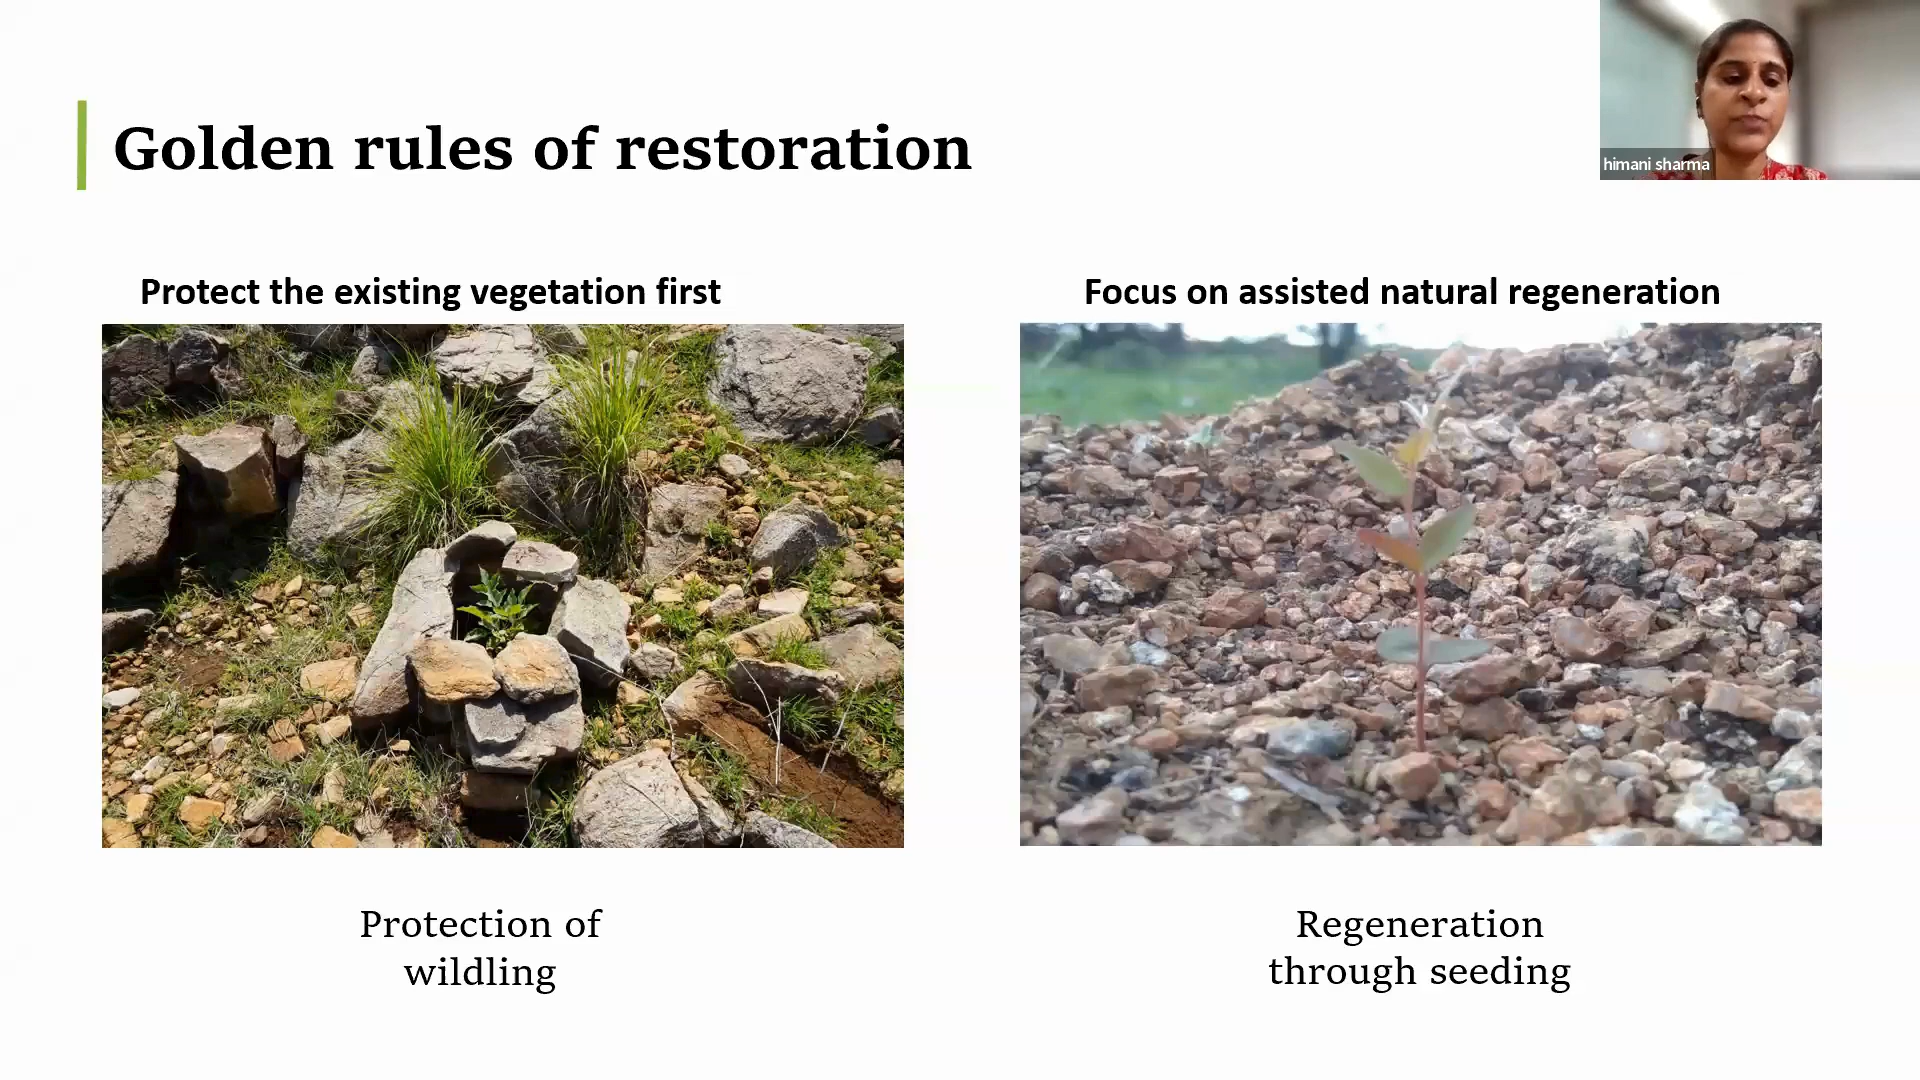 himani sharma
Golden rules of restoration
Protect the existing vegetation first
Focus on assisted natural regeneration
Protection of
wildling
Regeneration
through seeding